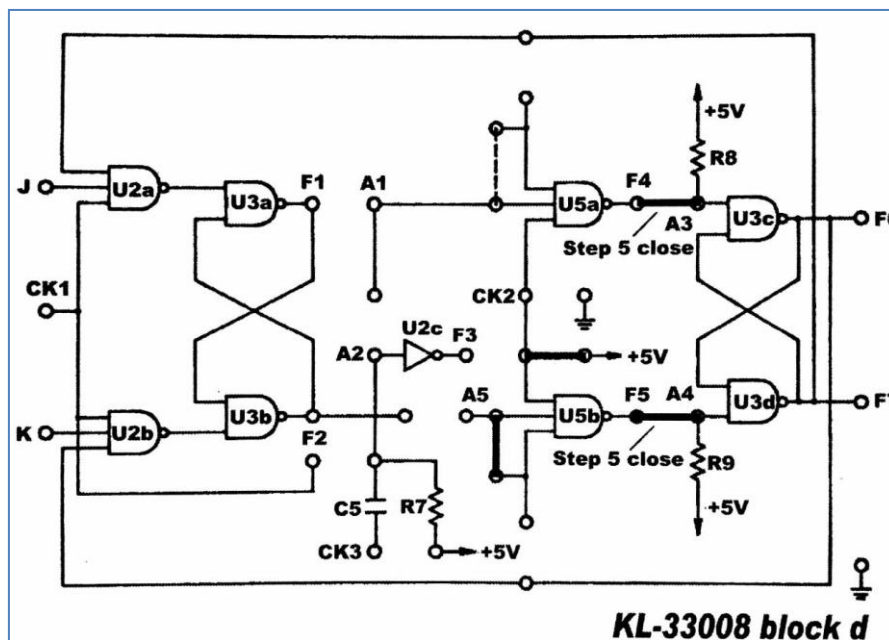 +5V
R8
J
U2a
U3a
F1
A1
U5a
F4
A3
U3c
F6
Step 5 close
CK1
CK2
U2c
A2
F3
+5V
A5
K
U2b
U3b
F2
U5b
F5
A4
U3d
Step 5 close
R9
C5
R7
+5V
CK3
+5V
KL-33008 block d